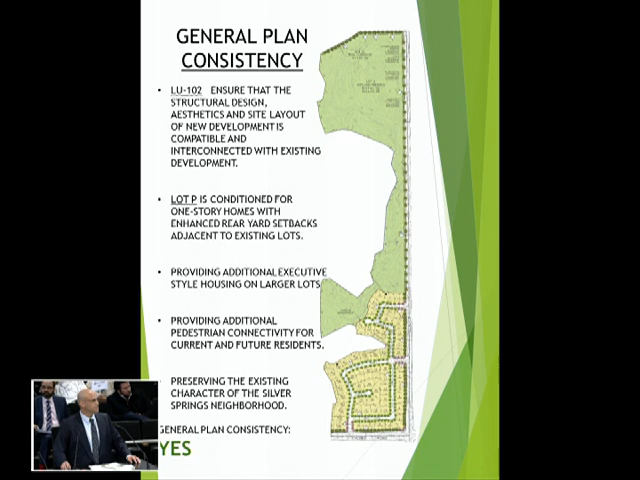 GENERAL PLAN
CONSISTENCY
• LU-102 ENSURE THAT THE
STRUCTURAL DESIGN,
AESTHETICS AND SITE LAYOUT
OF NEW DEVELOPMENT IS
COMPATIBLE AND
INTERCONNECTED WITH EXISTING
DEVELOPMENT.
• LOT P IS CONDITIONED FOR
ONE-STORY HOMES WITH
ENHANCED REAR YARD SETBACKS
ADJACENT TO EXISTING LOTS.
• PROVIDING ADDITIONAL EXECUTIVE
STYLE HOUSING ON LARGER LOTS
• PROVIDING ADDITIONAL
PEDESTRIAN CONNECTIVITY FOR
CURRENT AND FUTURE RESIDENTS.
• PRESERVING THE EXISTING
CHARACTER OF THE SILVER
SPRINGS NEIGHBORHOOD.
GENERAL PLAN CONSISTENCY:
YES